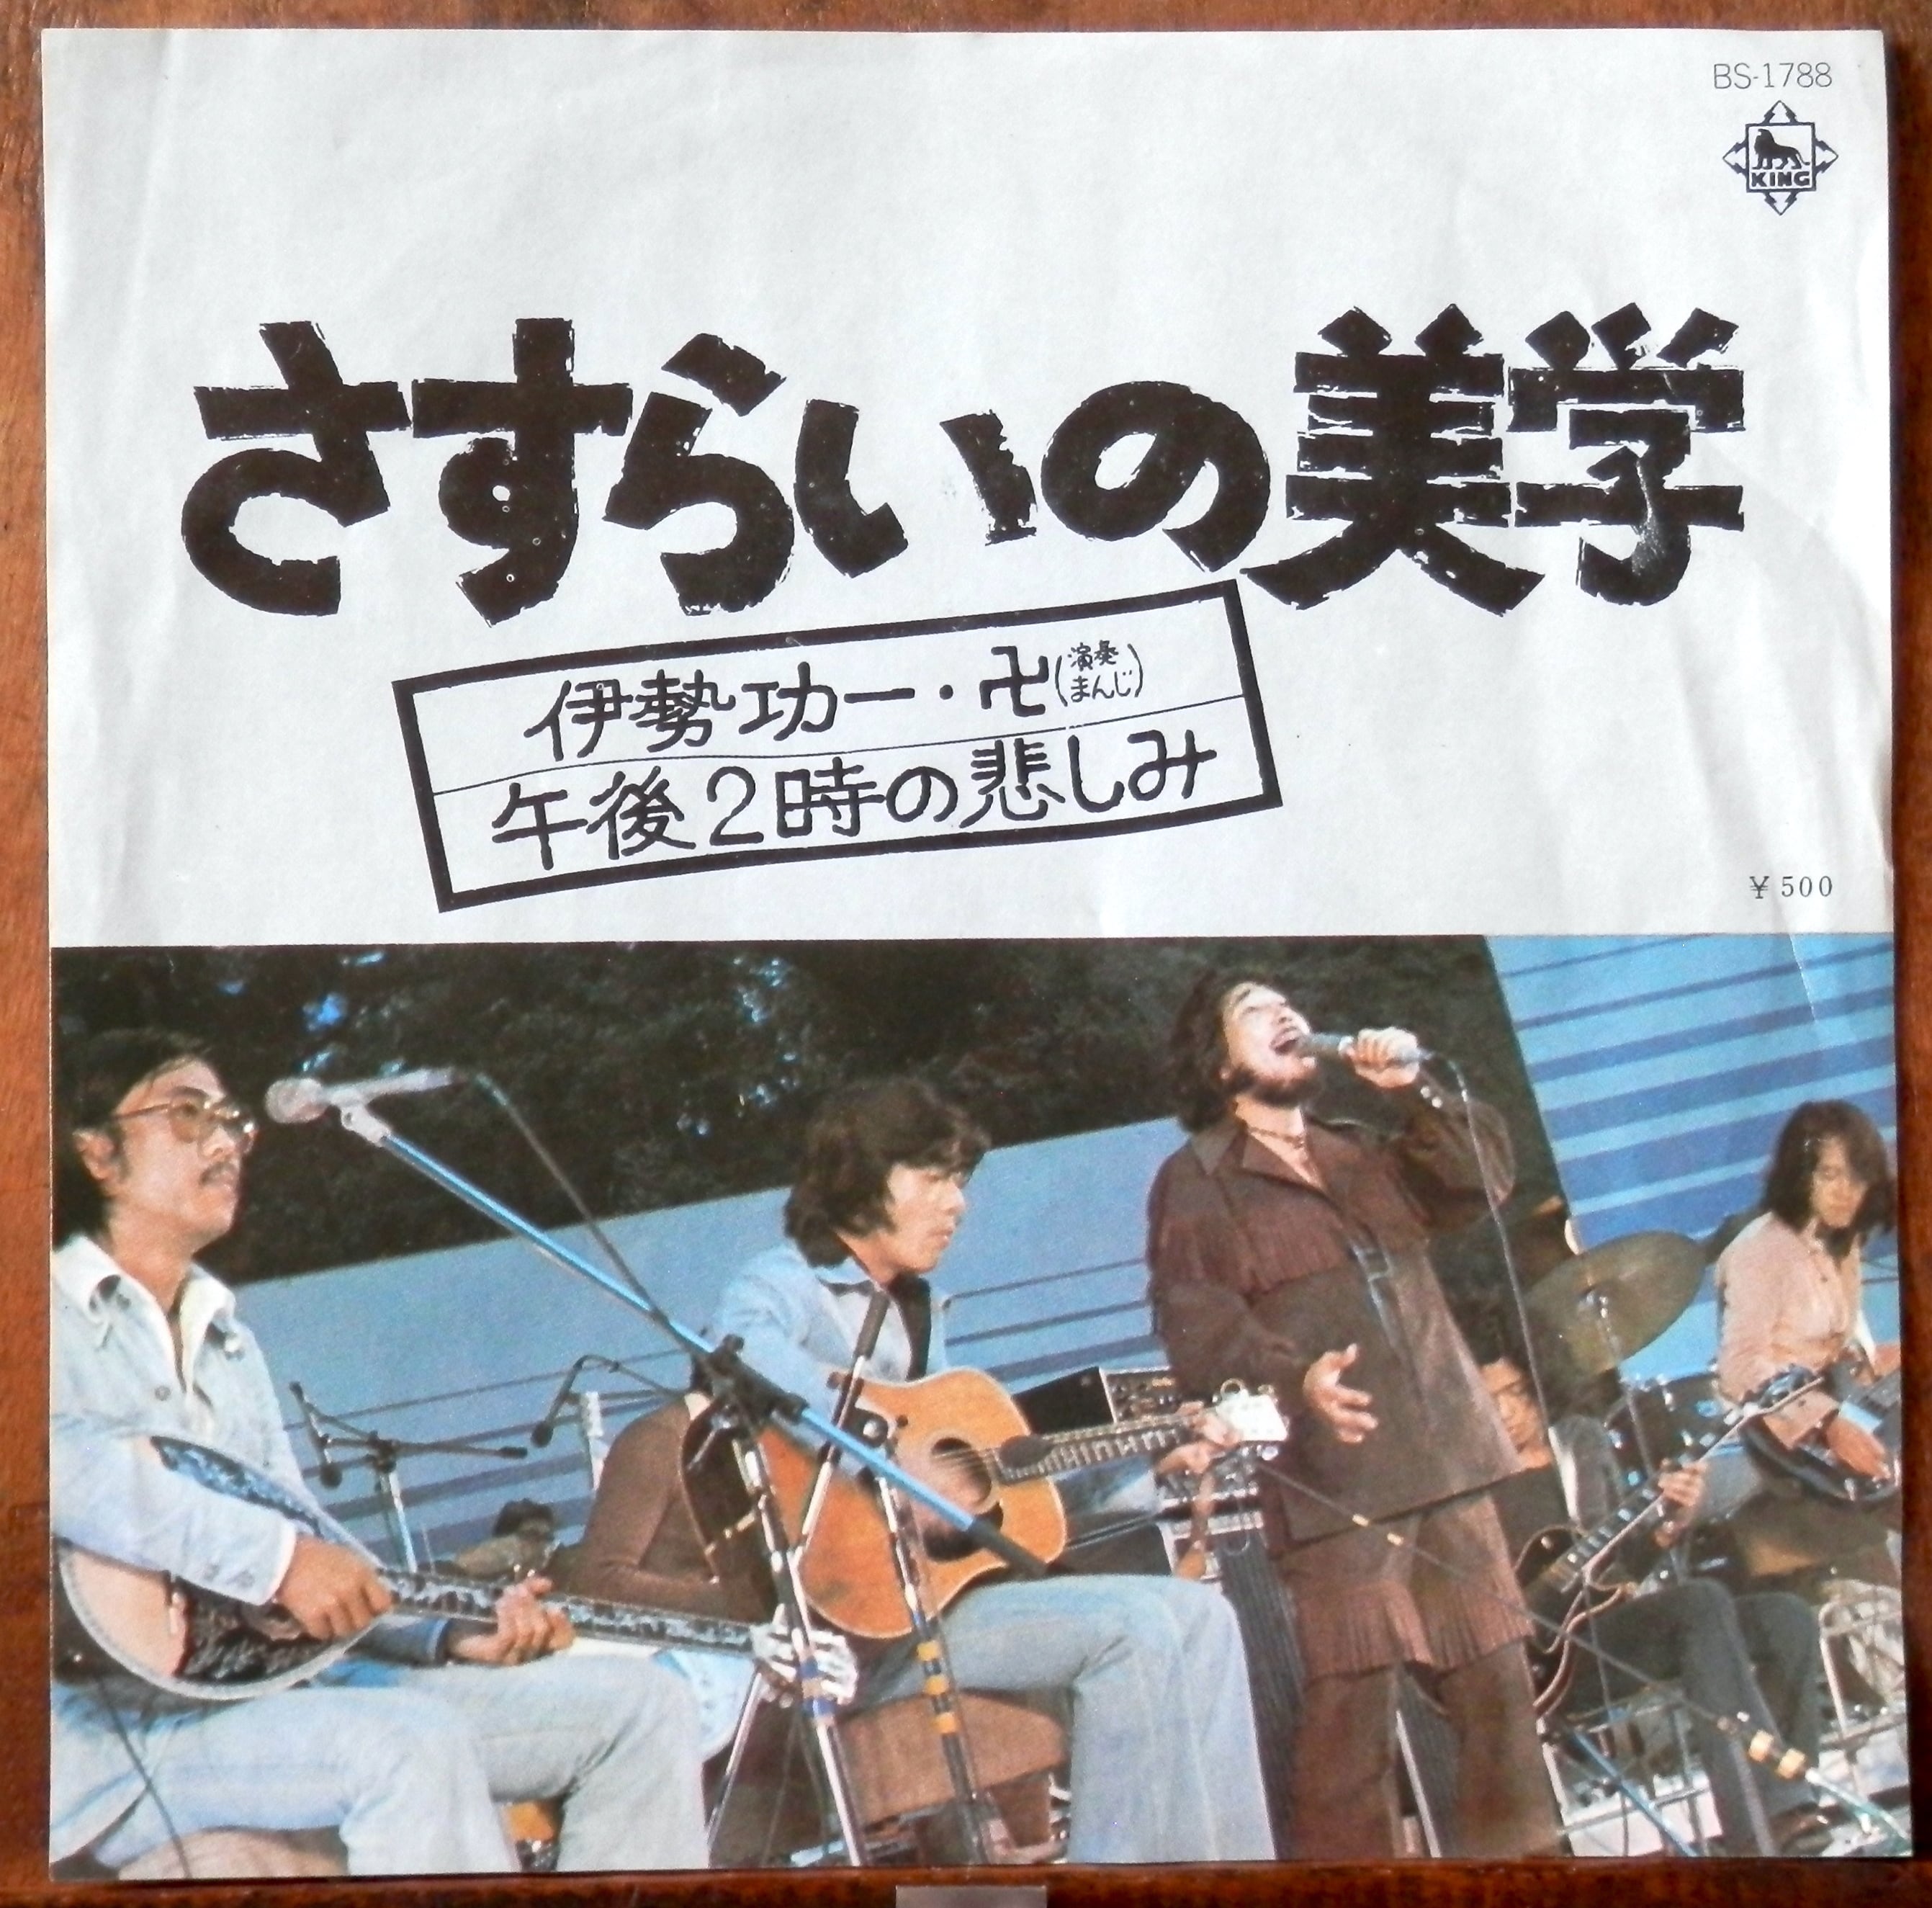 BS-1788
KING
さすらいの美学
伊勢功一・卍(演奏まんじ)
午後2時の悲しみ
¥500